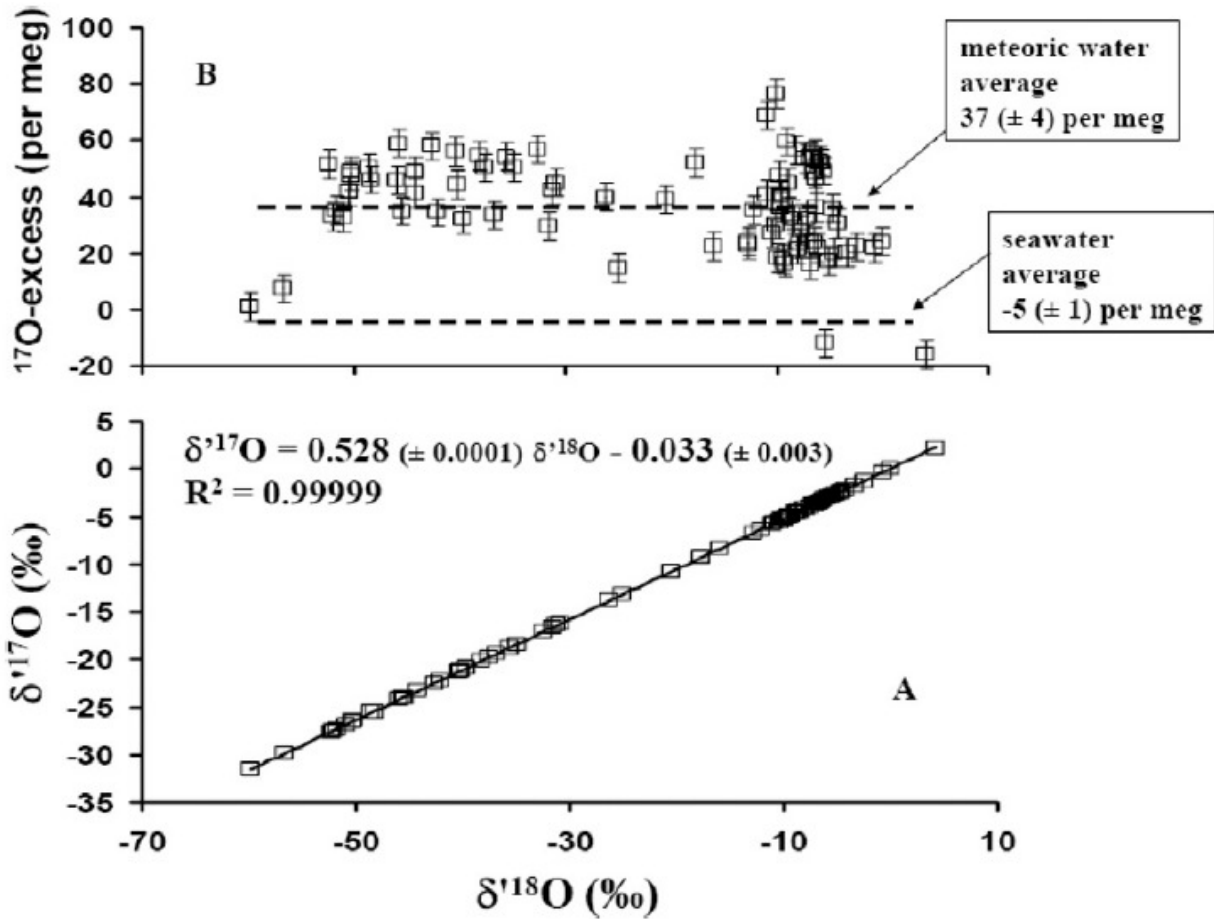 100
80
60
40
20
0
-20
¹⁷O-excess (per meg)
B
meteoric water
average
37 (± 4) per meg
seawater
average
-5 (± 1) per meg
5
0
-5
-10
-15
-20
-25
-30
-35
δ'¹⁷O (‰)
δ'¹⁷O = 0.528 (± 0.0001) δ'¹⁸O - 0.033 (± 0.003)
R² = 0.99999
A
-70 -50 -30 -10 10
δ'¹⁸O (‰)